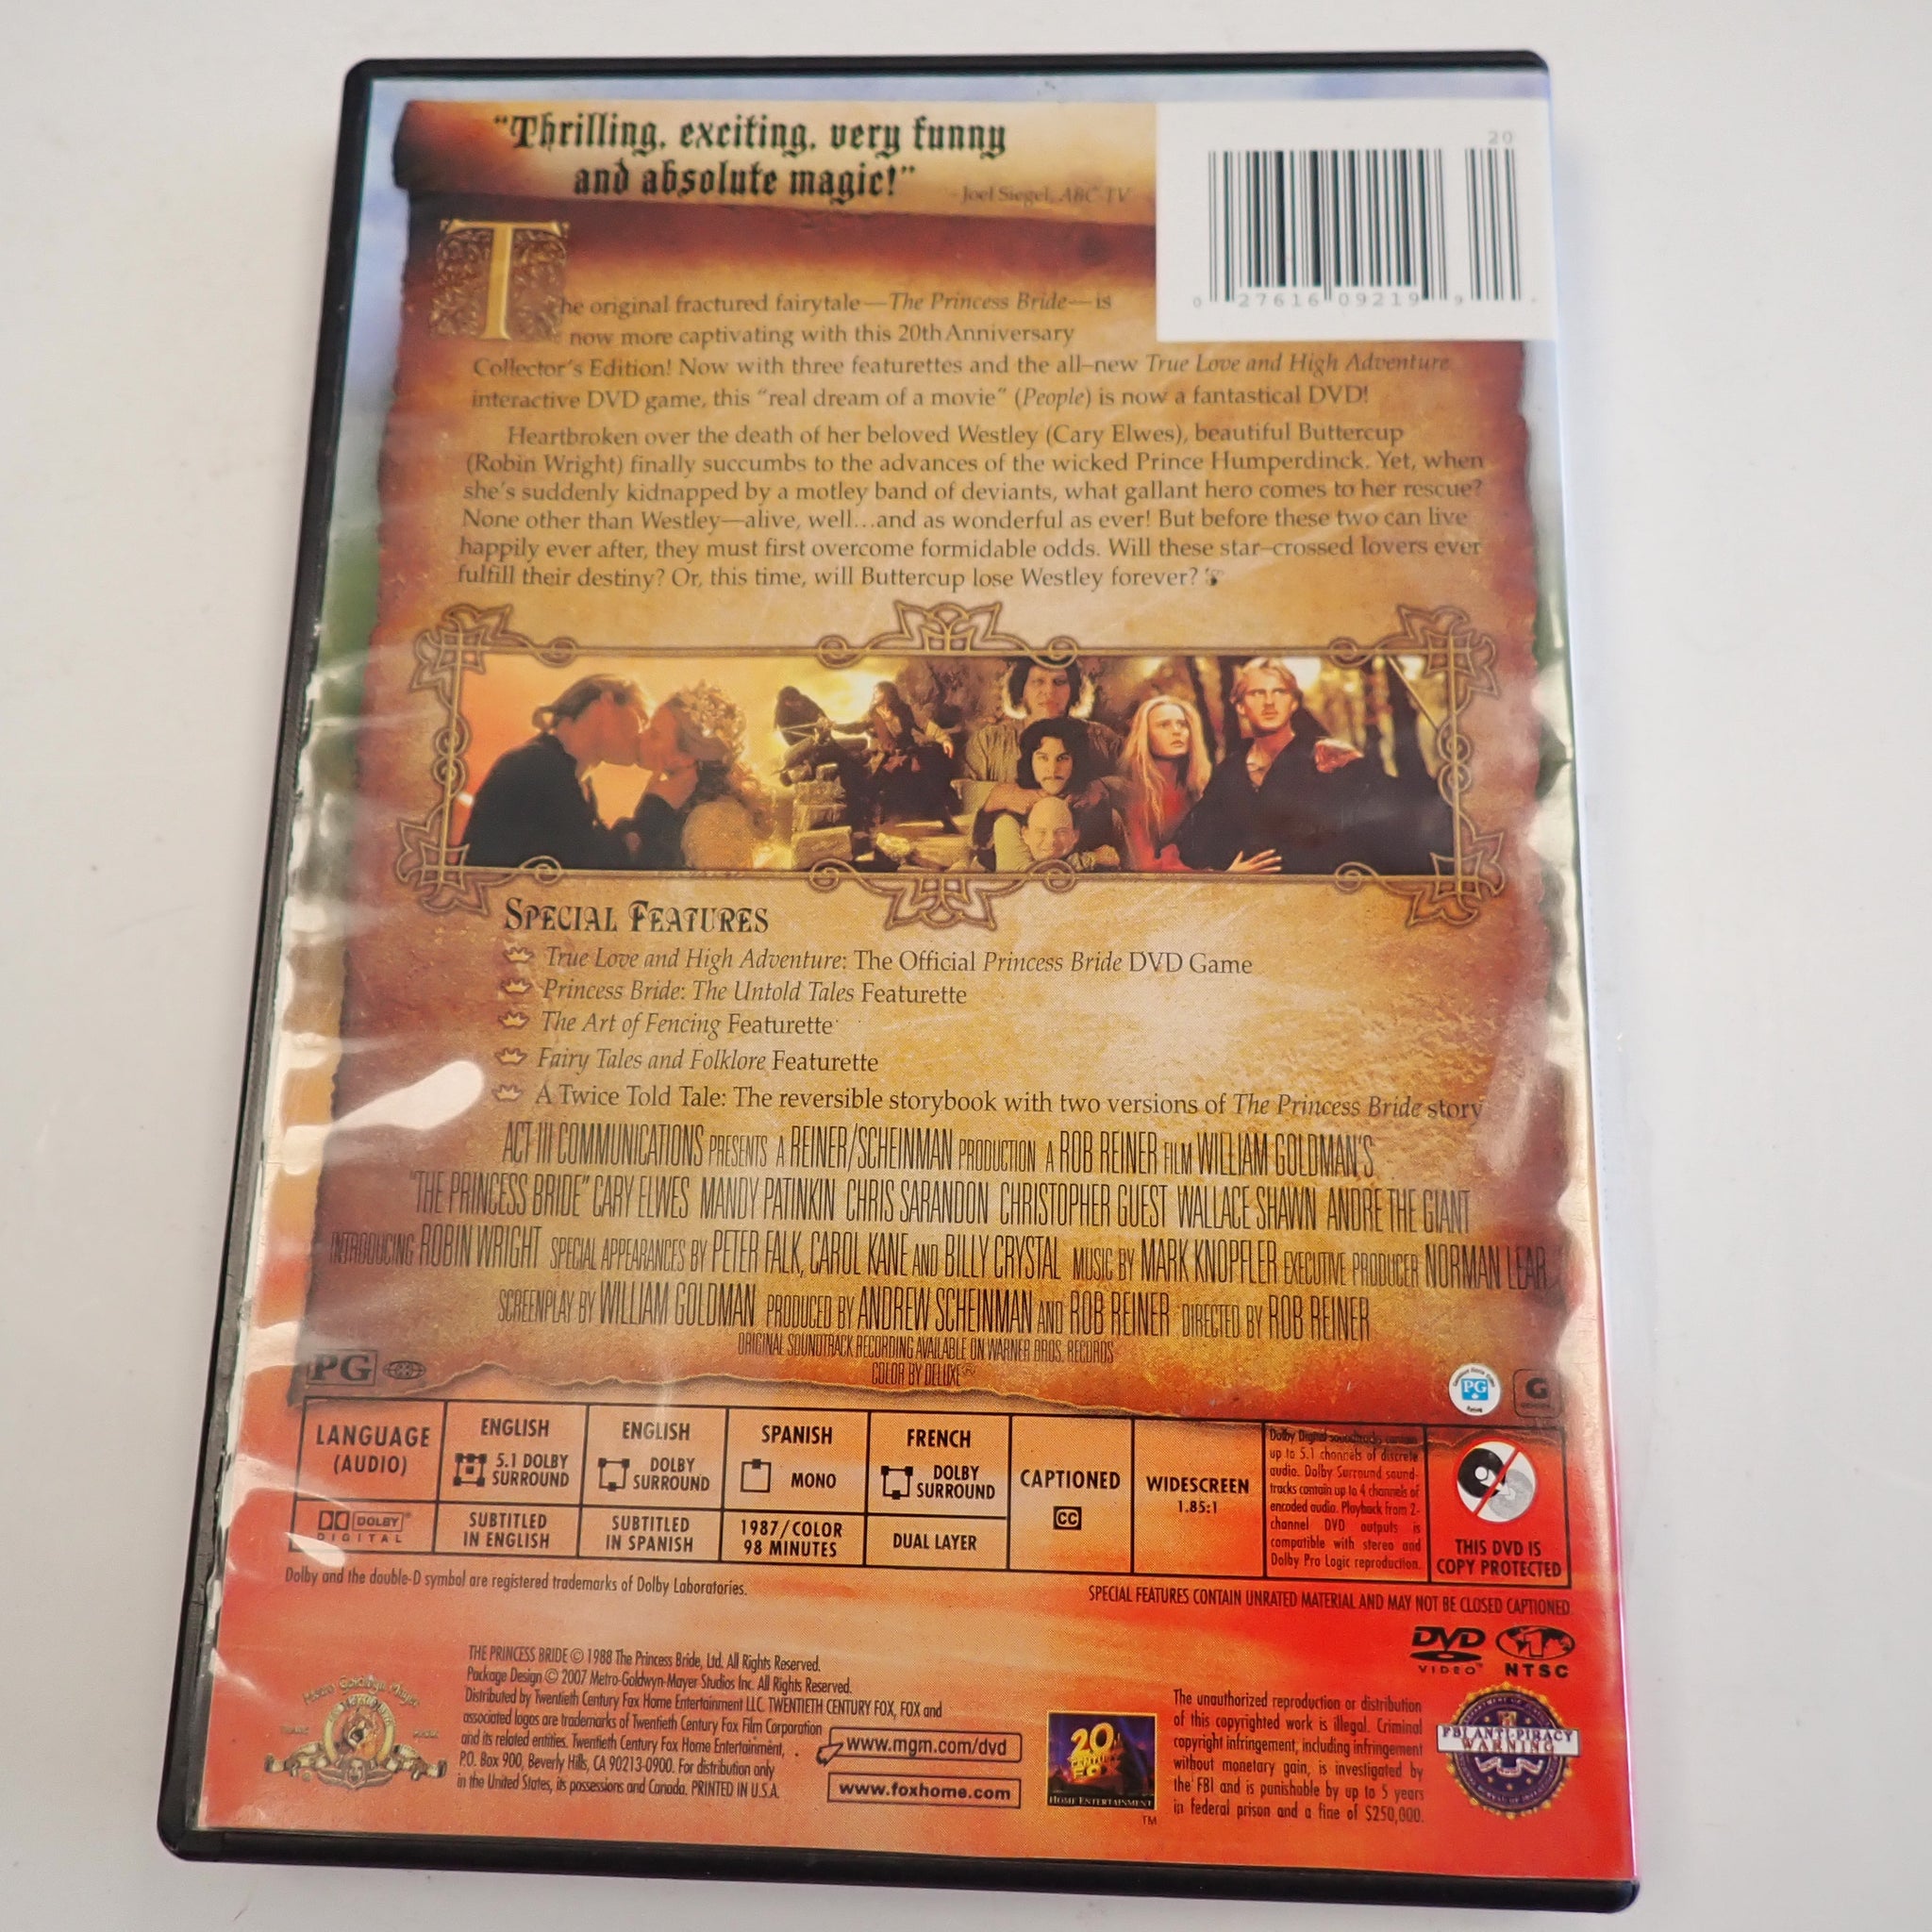 "Thrilling, exciting, very funny
and absolute magic!"
-Joel Siegel, ABC-TV
20
0 27616 09219 9
The original fractured fairytale—The Princess Bride—is
now more captivating with this 20th Anniversary
Collector's Edition! Now with three featurettes and the all-new True Love and High Adventure
interactive DVD game, this "real dream of a movie" (People) is now a fantastical DVD!
Heartbroken over the death of her beloved Westley (Cary Elwes), beautiful Buttercup
(Robin Wright) finally succumbs to the advances of the wicked Prince Humperdinck. Yet, when
she's suddenly kidnapped by a motley band of deviants, what gallant hero comes to her rescue?
None other than Westley—alive, well...and as wonderful as ever! But before these two can live
happily ever after, they must first overcome formidable odds. Will these star-crossed lovers ever
fulfill their destiny? Or, this time, will Buttercup lose Westley forever?
SPECIAL FEATURES
True Love and High Adventure: The Official Princess Bride DVD Game
Princess Bride: The Untold Tales Featurette
The Art of Fencing Featurette
Fairy Tales and Folklore Featurette
A Twice Told Tale: The reversible storybook with two versions of The Princess Bride story
ACT III COMMUNICATIONS PRESENTS A REINER/SCHEINMAN PRODUCTION A ROB REINER FILM WILLIAM GOLDMAN'S
"THE PRINCESS BRIDE" CARY ELWES MANDY PATINKIN CHRIS SARANDON CHRISTOPHER GUEST WALLACE SHAWN ANDRE THE GIANT
INTRODUCING ROBIN WRIGHT SPECIAL APPEARANCES BY PETER FALK, CAROL KANE AND BILLY CRYSTAL MUSIC BY MARK KNOPFLER EXECUTIVE PRODUCER NORMAN LEAR
SCREENPLAY BY WILLIAM GOLDMAN PRODUCED BY ANDREW SCHEINMAN AND ROB REINER DIRECTED BY ROB REINER
ORIGINAL SOUNDTRACK RECORDING AVAILABLE ON WARNER BROS. RECORDS
COLOR BY DELUXE®
PG
PG
G
LANGUAGE
(AUDIO)
ENGLISH
5.1 DOLBY
SURROUND
ENGLISH
DOLBY
SURROUND
SPANISH
MONO
FRENCH
DOLBY
SURROUND
CAPTIONED
CC
WIDESCREEN
1.85:1
Dolby Digital soundtracks contain
up to 5.1 channels of discrete
audio. Dolby Surround sound-
tracks contain up to 4 channels of
encoded audio. Playback from 2-
channel DVD outputs is
compatible with stereo and
Dolby Pro Logic reproduction.
THIS DVD IS
COPY PROTECTED
DOLBY®
DIGITAL
SUBTITLED
IN ENGLISH
SUBTITLED
IN SPANISH
1987/COLOR
98 MINUTES
DUAL LAYER
Dolby and the double-D symbol are registered trademarks of Dolby Laboratories.
SPECIAL FEATURES CONTAIN UNRATED MATERIAL AND MAY NOT BE CLOSED CAPTIONED
DVD
VIDEO™
1
NTSC
Metro Goldwyn Mayer
TRADE MARK
THE PRINCESS BRIDE © 1988 The Princess Bride, Ltd. All Rights Reserved.
Package Design © 2007 Metro-Goldwyn-Mayer Studios Inc. All Rights Reserved.
Distributed by Twentieth Century Fox Home Entertainment LLC. TWENTIETH CENTURY FOX, FOX and
associated logos are trademarks of Twentieth Century Fox Film Corporation
and its related entities. Twentieth Century Fox Home Entertainment,
P.O. Box 900, Beverly Hills, CA 90213-0900. For distribution only
in the United States, its possessions and Canada. PRINTED IN U.S.A.
www.mgm.com/dvd
www.foxhome.com
20
CENTURY
FOX
HOME ENTERTAINMENT
TM
The unauthorized reproduction or distribution
of this copyrighted work is illegal. Criminal
copyright infringement, including infringement
without monetary gain, is investigated by
the FBI and is punishable by up to 5 years
in federal prison and a fine of $250,000.
FBI ANTI-PIRACY
WARNING